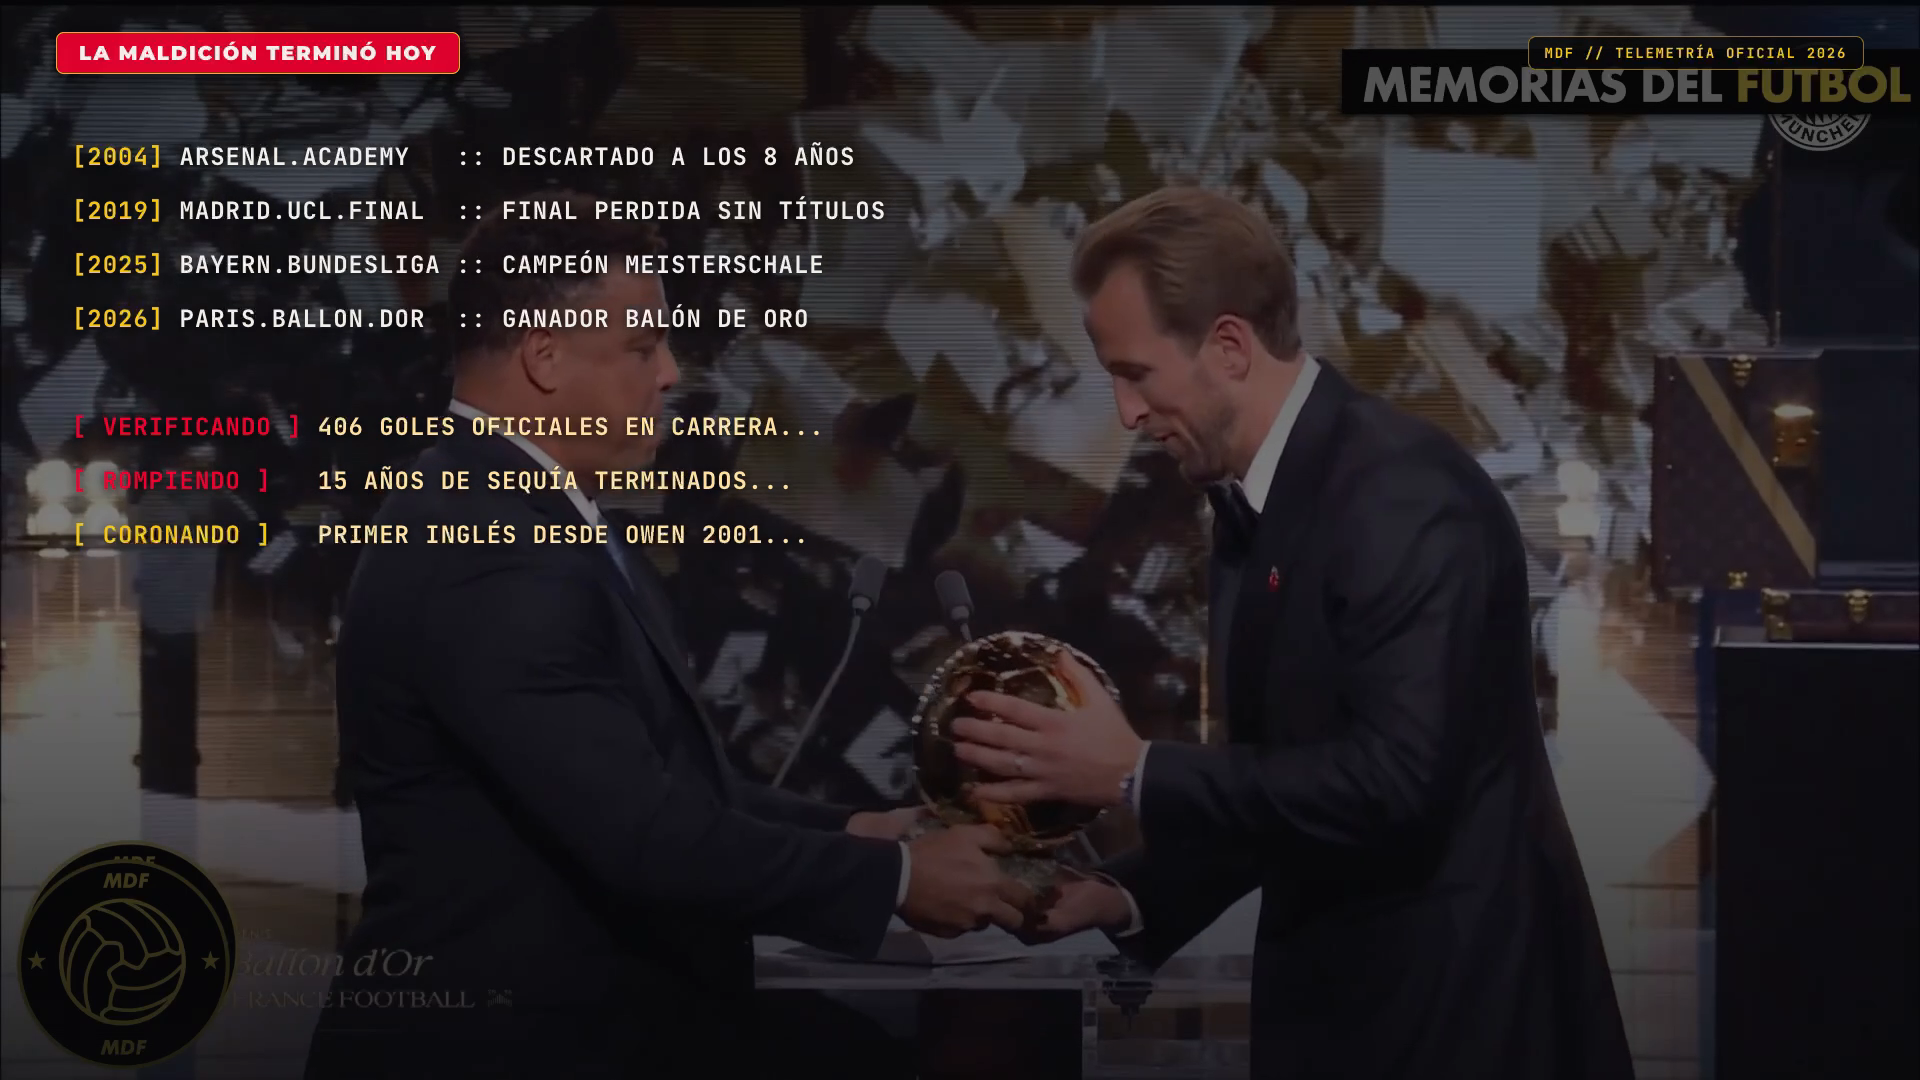 LA MALDICIÓN TERMINÓ HOY
MDF // TELEMETRÍA OFICIAL 2026
MEMORIAS DEL FUTBOL
MÜNCHEN
[2004] ARSENAL.ACADEMY :: DESCARTADO A LOS 8 AÑOS
[2019] MADRID.UCL.FINAL :: FINAL PERDIDA SIN TÍTULOS
[2025] BAYERN.BUNDESLIGA :: CAMPEÓN MEISTERSCHALE
[2026] PARIS.BALLON.DOR :: GANADOR BALÓN DE ORO
[ VERIFICANDO ] 406 GOLES OFICIALES EN CARRERA...
[ ROMPIENDO ] 15 AÑOS DE SEQUÍA TERMINADOS...
[ CORONANDO ] PRIMER INGLÉS DESDE OWEN 2001...
MDF
MDF
Ballon d'Or
FRANCE FOOTBALL
MDF